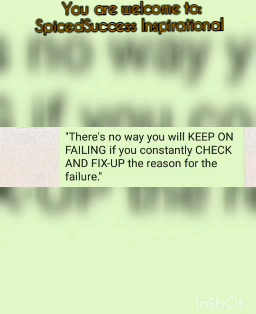 You are welcome to:
SpicedSuccess Inspirational
"There's no way you will KEEP ON
FAILING if you constantly CHECK
AND FIX-UP the reason for the
failure."
InShOt